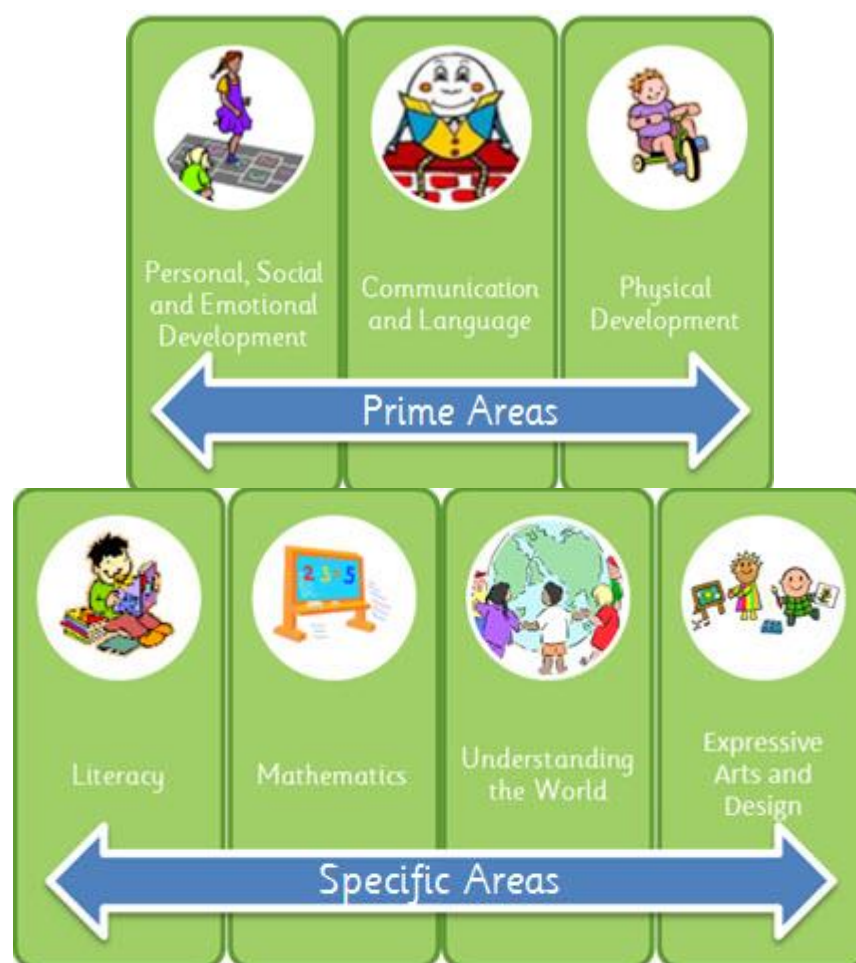 Personal, Social
and Emotional
Development
Communication
and Language
Physical
Development
Prime Areas
Literacy
Mathematics
Understanding
the World
Expressive
Arts and
Design
Specific Areas